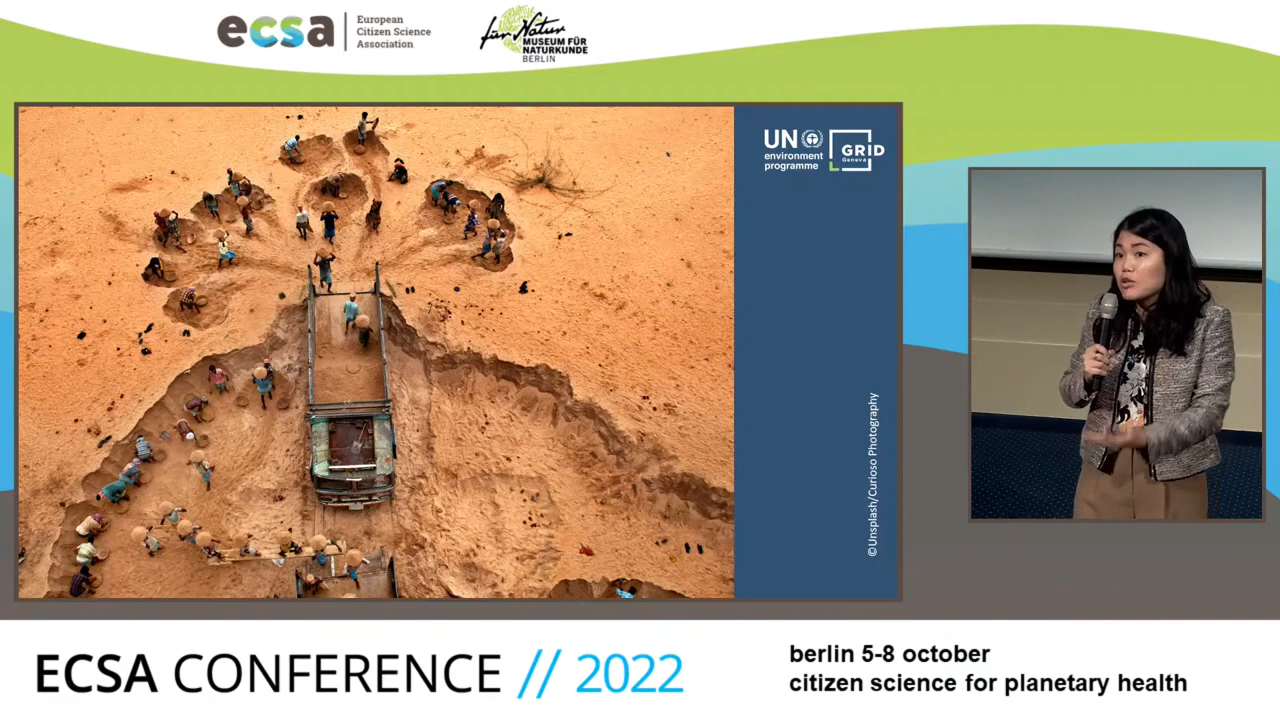 ecsa
European
Citizen Science
Association
für Natur
MUSEUM FÜR
NATURKUNDE
BERLIN
UN
environment
programme
GRID
Geneva
©Unsplash/Curioso Photography
ECSA CONFERENCE // 2022
berlin 5-8 october
citizen science for planetary health